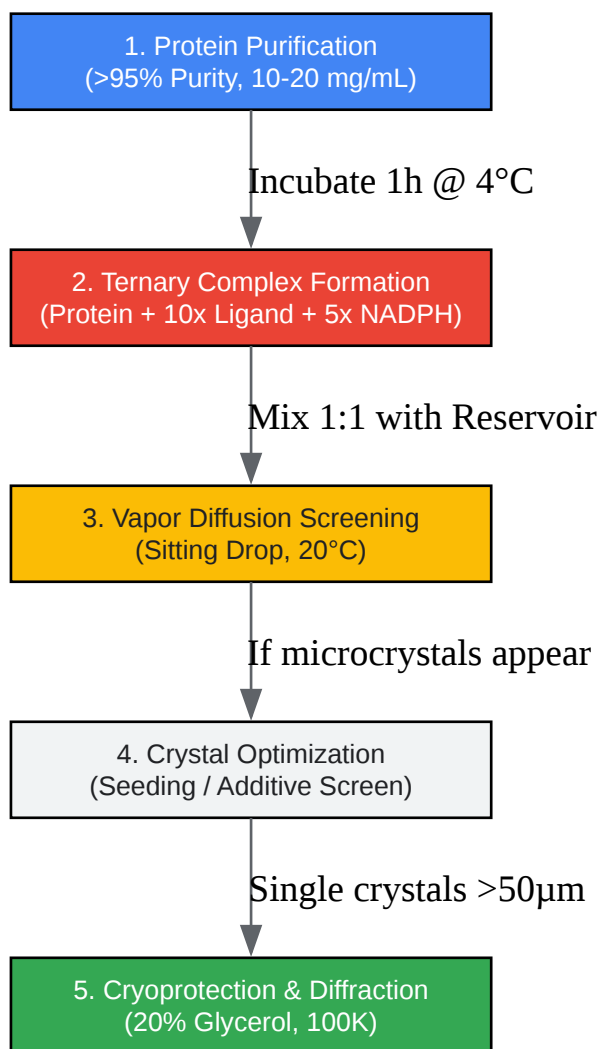 1. Protein Purification
(>95% Purity, 10-20 mg/mL)
Incubate 1h @ 4°C
2. Ternary Complex Formation
(Protein + 10x Ligand + 5x NADPH)
Mix 1:1 with Reservoir
3. Vapor Diffusion Screening
(Sitting Drop, 20°C)
If microcrystals appear
4. Crystal Optimization
(Seeding / Additive Screen)
Single crystals >50µm
5. Cryoprotection & Diffraction
(20% Glycerol, 100K)